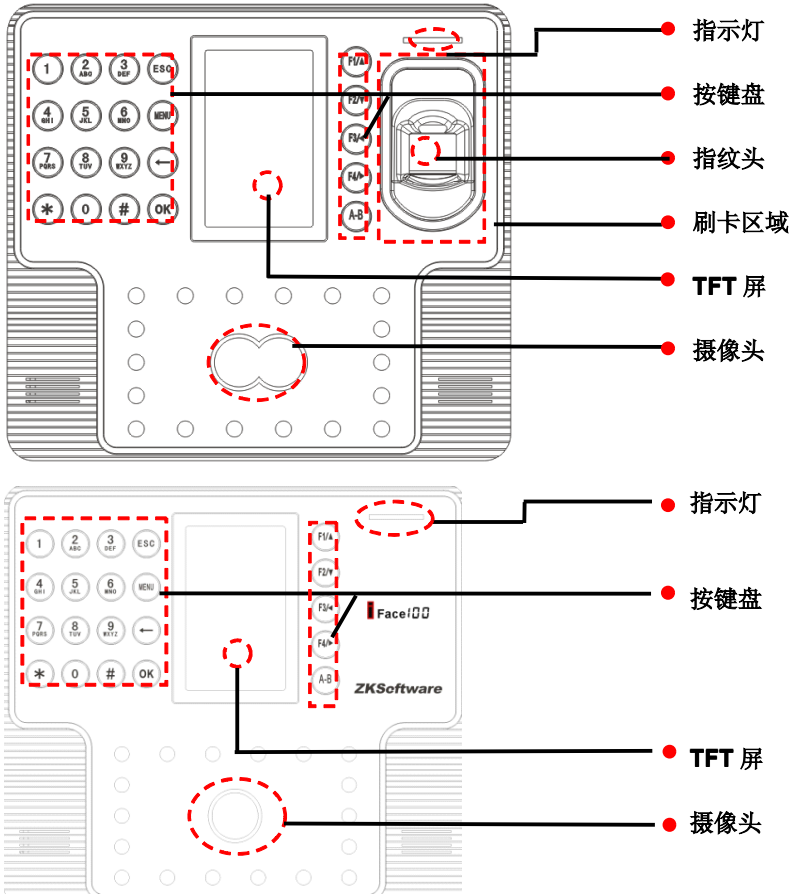 指示灯
1 2 ABC 3 DEF ESC F1/▲
按键盘
F2/▼
4 GHI 5 JKL 6 MNO MENU F3/◄
指纹头
7 PQRS 8 TUV 9 WXYZ ← F4/►
* 0 # OK A-B
刷卡区域
TFT 屏
摄像头
指示灯
1 2 ABC 3 DEF ESC F1/▲
F2/▼
4 GHI 5 JKL 6 MNO MENU F3/◄
按键盘
iFace100
7 PQRS 8 TUV 9 WXYZ ← F4/►
* 0 # OK A-B
ZKSoftware
TFT 屏
摄像头